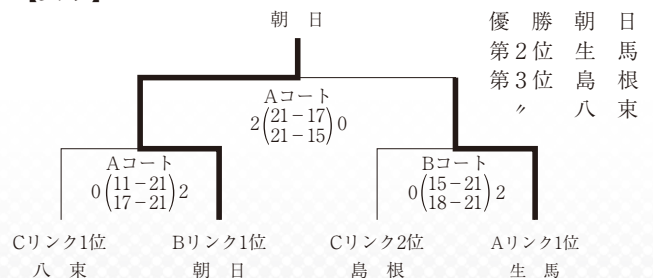 朝 日
優 勝 朝 日
第2位 生 馬
第3位 島 根
〃 八 束
Aコート
2(21-17 21-15)0
Aコート
0(11-21 17-21)2
Bコート
0(15-21 18-21)2
Cリンク1位
八 束
Bリンク1位
朝 日
Cリンク2位
島 根
Aリンク1位
生 馬